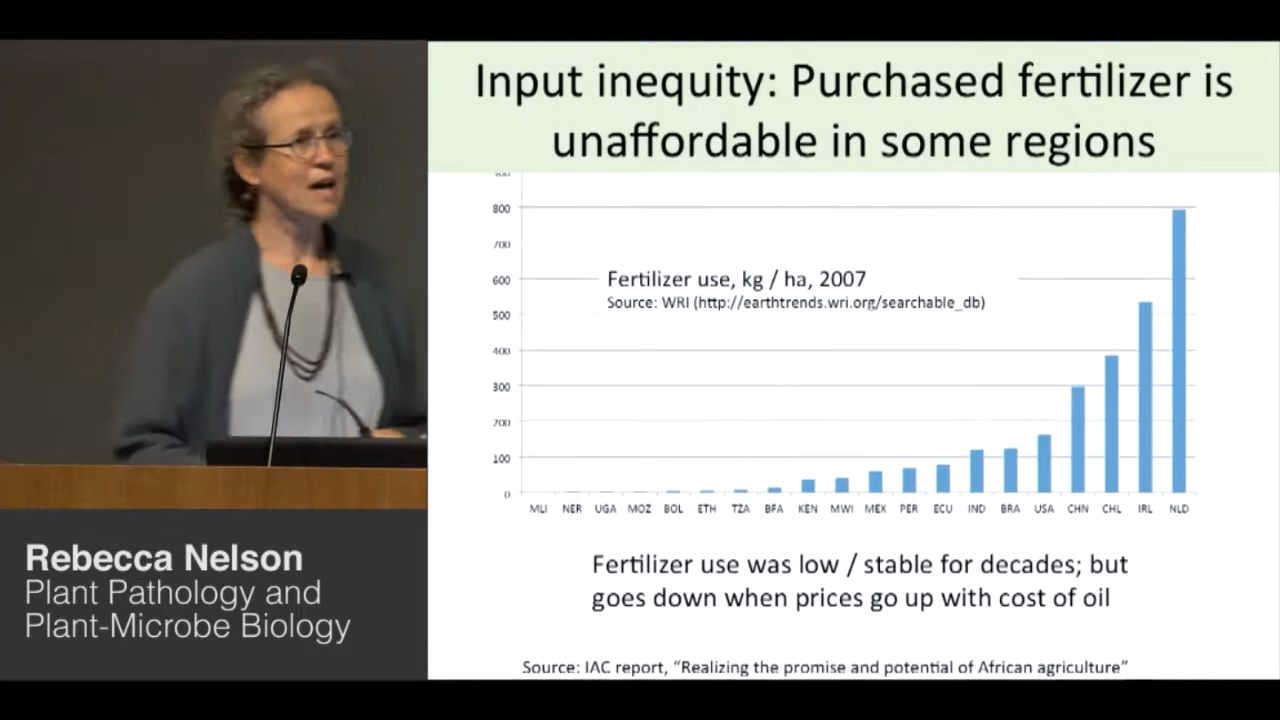 Input inequity: Purchased fertilizer is
unaffordable in some regions
900
800
700
600
500
400
300
200
100
0
Fertilizer use, kg / ha, 2007
Source: WRI (http://earthtrends.wri.org/searchable_db)
MLI NER UGA MOZ BOL ETH TZA BFA KEN MWI MEX PER ECU IND BRA USA CHN CHL IRL NLD
Fertilizer use was low / stable for decades; but
goes down when prices go up with cost of oil
Source: IAC report, “Realizing the promise and potential of African agriculture”
Rebecca Nelson
Plant Pathology and
Plant-Microbe Biology